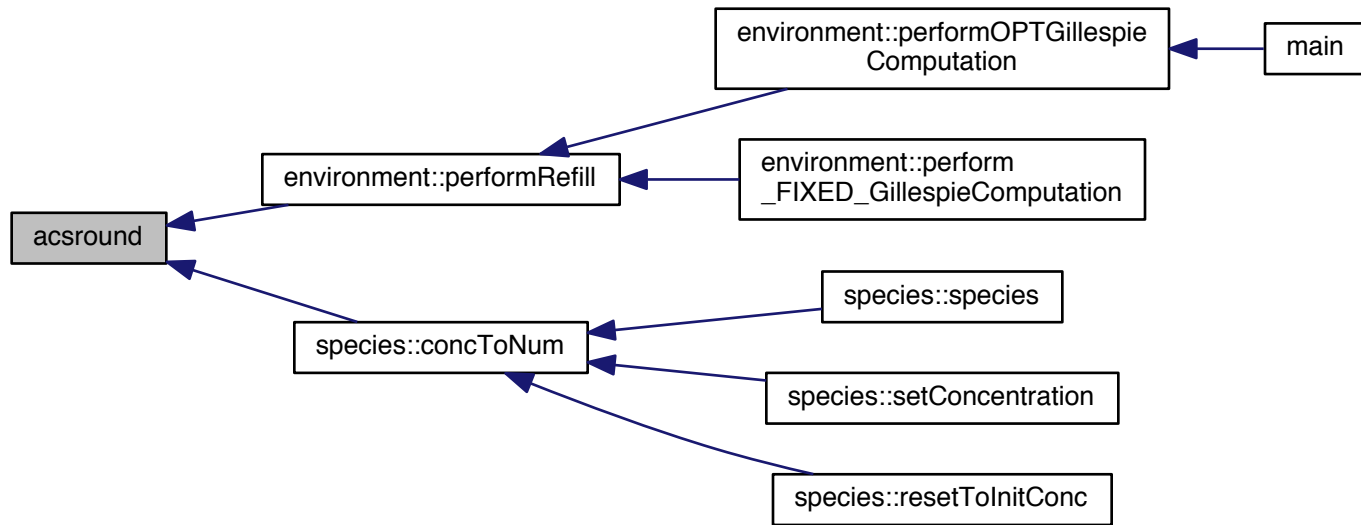 environment::performOPTGillespie
Computation
main
environment::performRefill
environment::perform
_FIXED_GillespieComputation
acsround
species::species
species::concToNum
species::setConcentration
species::resetToInitConc